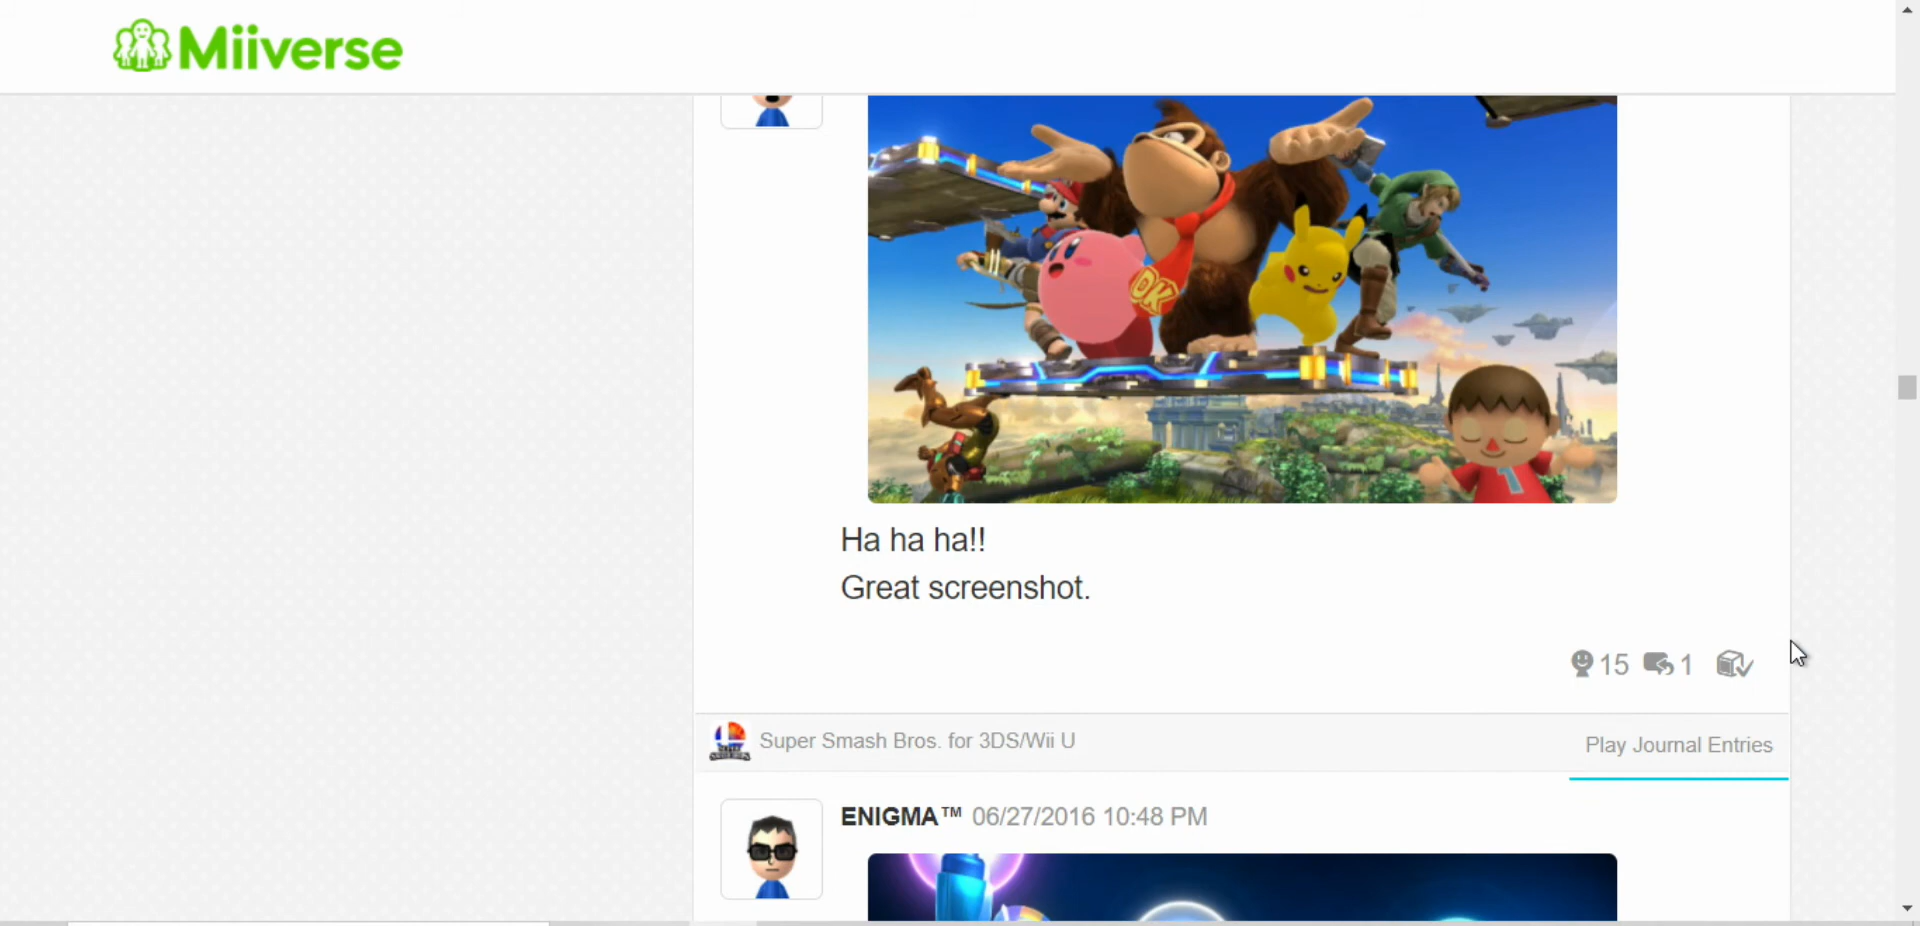 Miiverse
DK
Ha ha ha!!
Great screenshot.
15 1
Super Smash Bros. for 3DS/Wii U
Play Journal Entries
ENIGMA™ 06/27/2016 10:48 PM